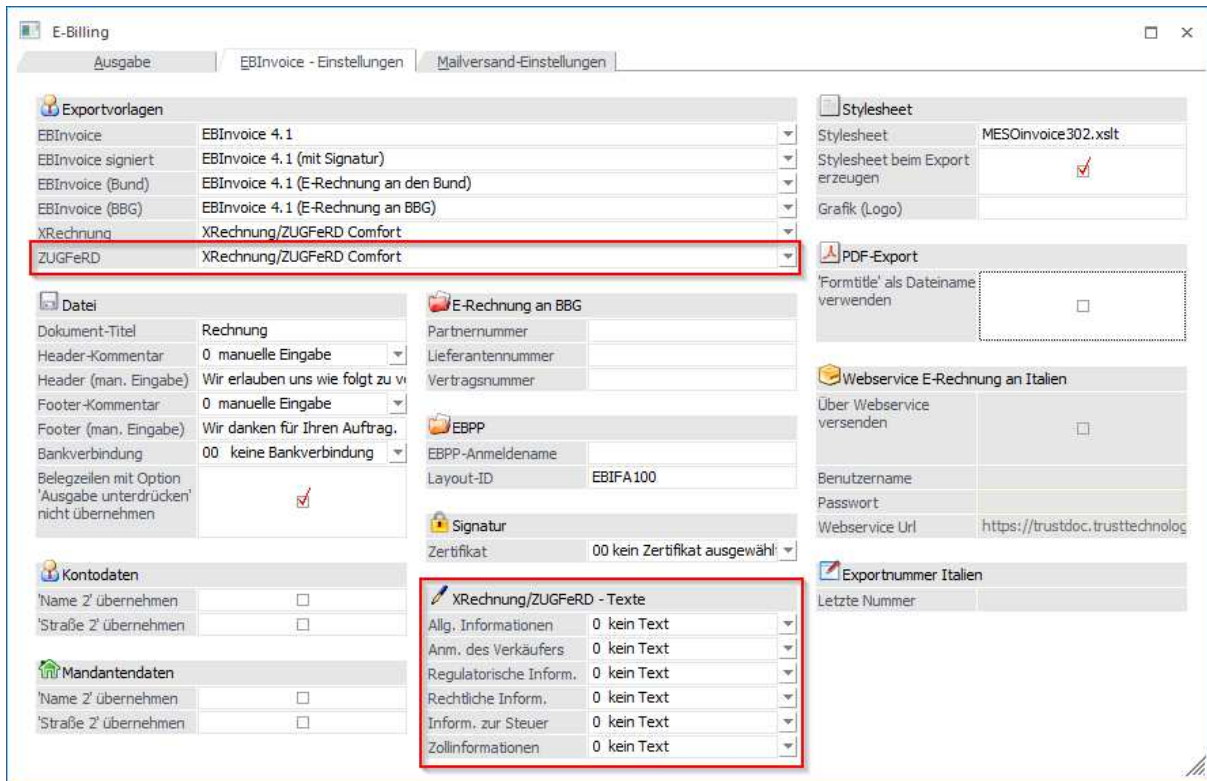 E-Billing
Ausgabe
EBInvoice - Einstellungen
Mailversand-Einstellungen
Exportvorlagen
EBInvoice EBInvoice 4.1
EBInvoice signiert EBInvoice 4.1 (mit Signatur)
EBInvoice (Bund) EBInvoice 4.1 (E-Rechnung an den Bund)
EBInvoice (BBG) EBInvoice 4.1 (E-Rechnung an BBG)
XRechnung XRechnung/ZUGFeRD Comfort
ZUGFeRD XRechnung/ZUGFeRD Comfort
Datei
Dokument-Titel Rechnung
Header-Kommentar 0 manuelle Eingabe
Header (man. Eingabe) Wir erlauben uns wie folgt zu v
Footer-Kommentar 0 manuelle Eingabe
Footer (man. Eingabe) Wir danken für Ihren Auftrag.
Bankverbindung 00 keine Bankverbindung
Belegzeilen mit Option
'Ausgabe unterdrücken'
nicht übernehmen
Kontodaten
'Name 2' übernehmen
'Straße 2' übernehmen
Mandantendaten
'Name 2' übernehmen
'Straße 2' übernehmen
E-Rechnung an BBG
Partnernummer
Lieferantennummer
Vertragsnummer
EBPP
EBPP-Anmeldename
Layout-ID EBIFA100
Signatur
Zertifikat 00 kein Zertifikat ausgewähl
XRechnung/ZUGFeRD - Texte
Allg. Informationen 0 kein Text
Anm. des Verkäufers 0 kein Text
Regulatorische Inform. 0 kein Text
Rechtliche Inform. 0 kein Text
Inform. zur Steuer 0 kein Text
Zollinformationen 0 kein Text
Stylesheet
Stylesheet MESOinvoice302.xslt
Stylesheet beim Export
erzeugen
Grafik (Logo)
PDF-Export
'Formtitle' als Dateiname
verwenden
Webservice E-Rechnung an Italien
Über Webservice
versenden
Benutzername
Passwort
Webservice Url https://trustdoc.trusttechnolog
Exportnummer Italien
Letzte Nummer